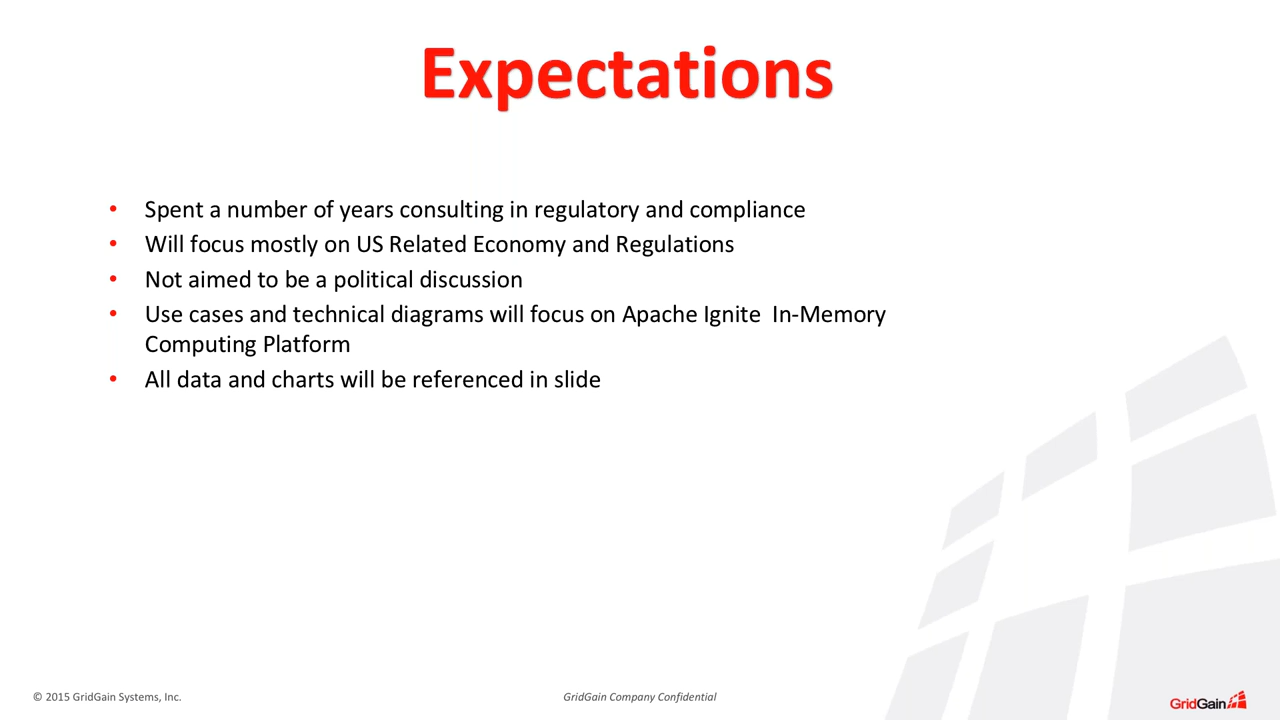 Expectations
• Spent a number of years consulting in regulatory and compliance
• Will focus mostly on US Related Economy and Regulations
• Not aimed to be a political discussion
• Use cases and technical diagrams will focus on Apache Ignite  In-Memory
Computing Platform
• All data and charts will be referenced in slide
© 2015 GridGain Systems, Inc.
GridGain Company Confidential
GridGain